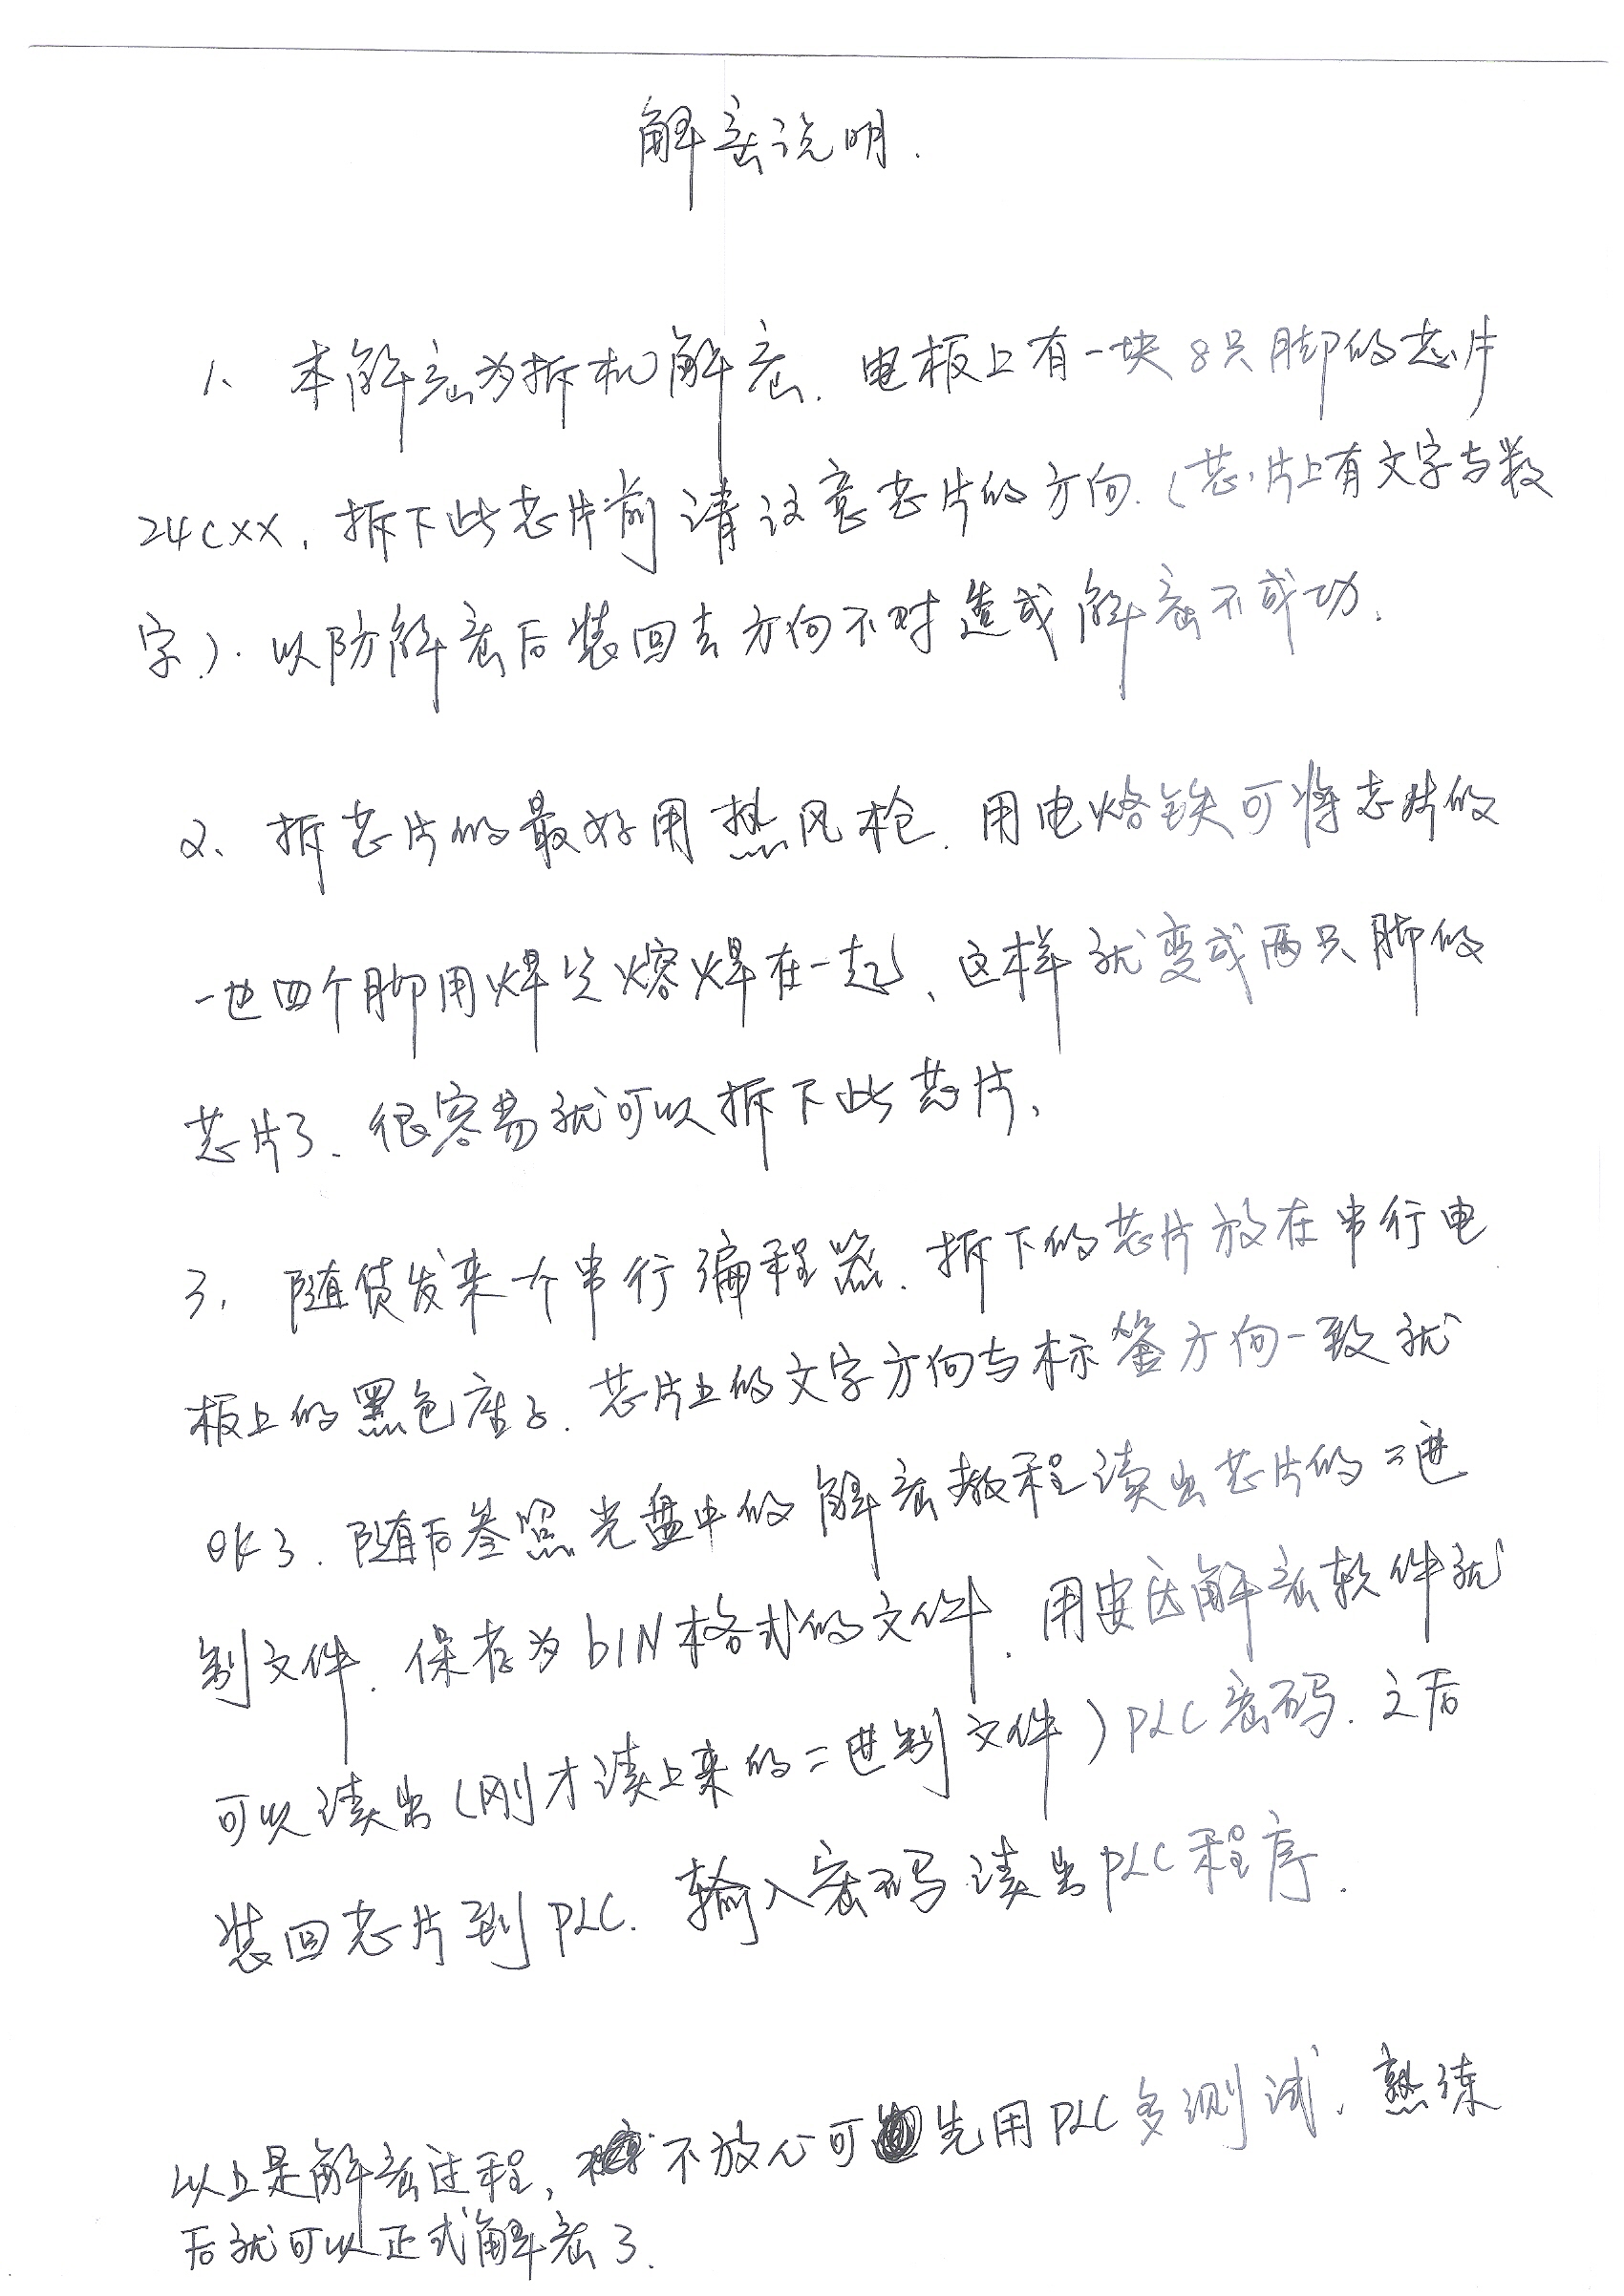 解密说明.
1、本解密为拆机解密.电板上有一块8只脚的芯片
24CXX.拆下此芯片前请注意芯片的方向.(芯片上有文字与数
字).以防解密后装回去方向不对造成解密不成功.
2、拆芯片的最好用热风枪.用电烙铁可将芯片的
一边四个脚用焊锡熔焊在一起、这样就变成两只脚的
芯片了、很容易就可以拆下此芯片、
3、随货发来一个串行编程器.拆下的芯片放在串行电
板上的黑色座子.芯片上的文字方向与标签方向一致就
OK了.随后参照光盘中的解密教程读出芯片的二进
制文件.保存为bIN格式的文件.用解密软件就
可以读出(刚才读上来的二进制文件)PLC密码.之后
装回芯片到PLC.输入密码读出PLC程序.
以上是解密过程,不放心可先用PLC多测试、熟练
后就可以正式解密了.